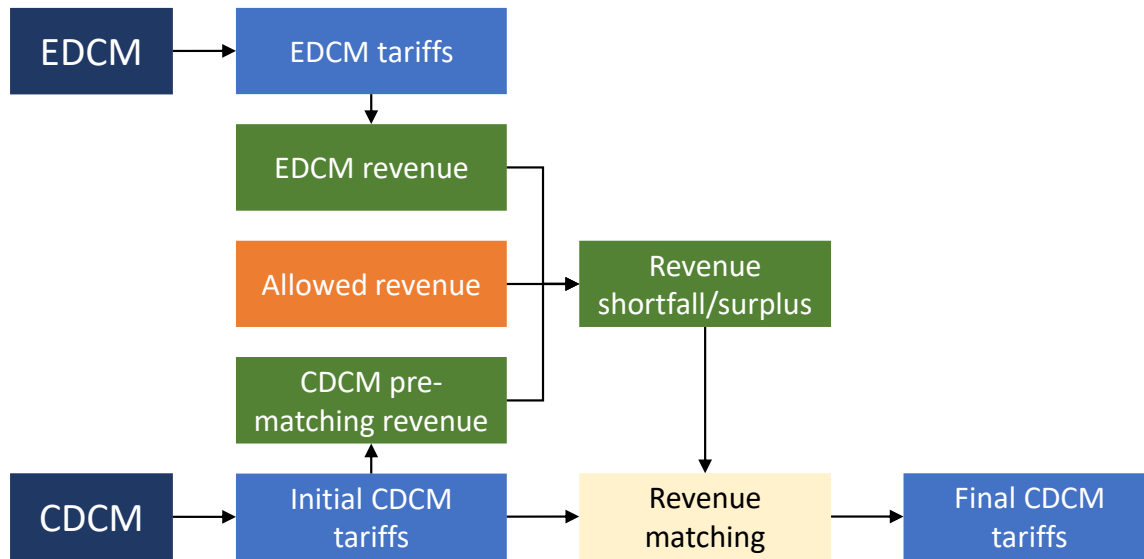 EDCM
EDCM tariffs
EDCM revenue
Allowed revenue
Revenue
shortfall/surplus
CDCM pre-
matching revenue
CDCM
Initial CDCM
tariffs
Revenue
matching
Final CDCM
tariffs